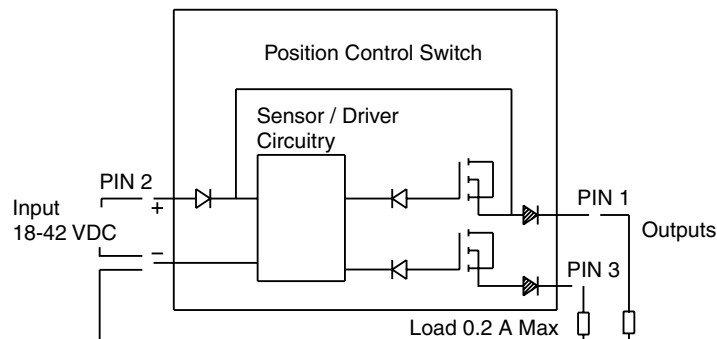 Position Control Switch
Sensor / Driver
Circuitry
PIN 2
+
Input
18-42 VDC
–
PIN 1
Outputs
PIN 3
Load 0.2 A Max